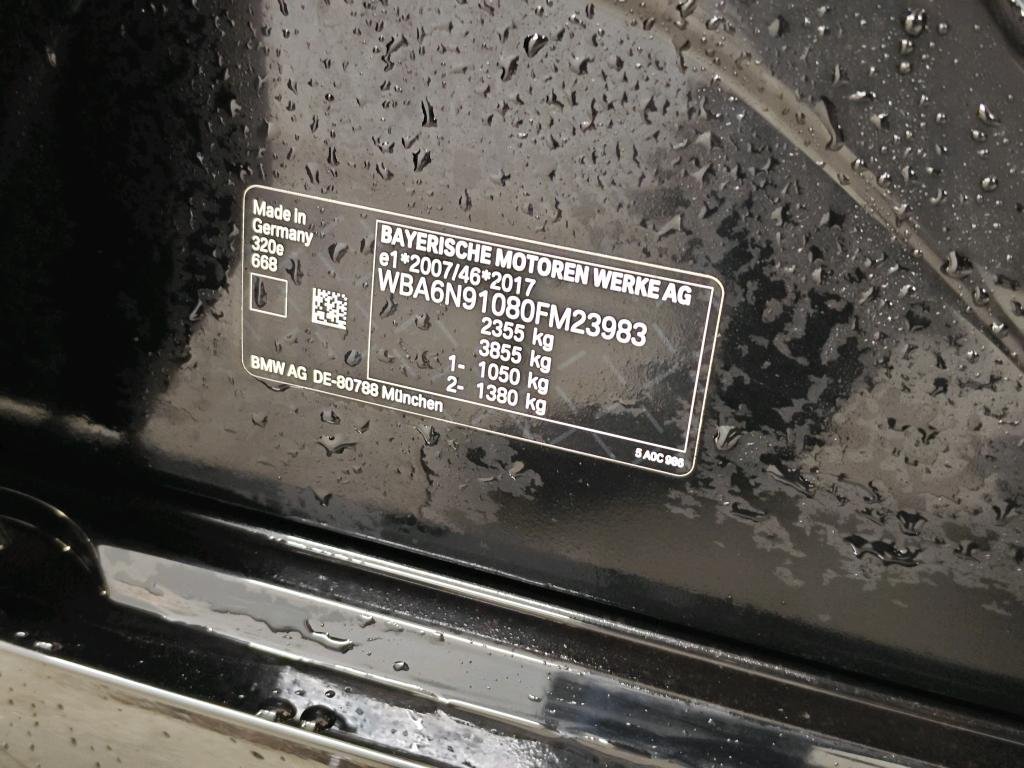 Made in
Germany
320e
668
BAYERISCHE MOTOREN WERKE AG
e1*2007/46*2017
WBA6N91080FM23983
2355 kg
3855 kg
1- 1050 kg
2- 1380 kg
BMW AG DE-80788 München
5 A0C 986